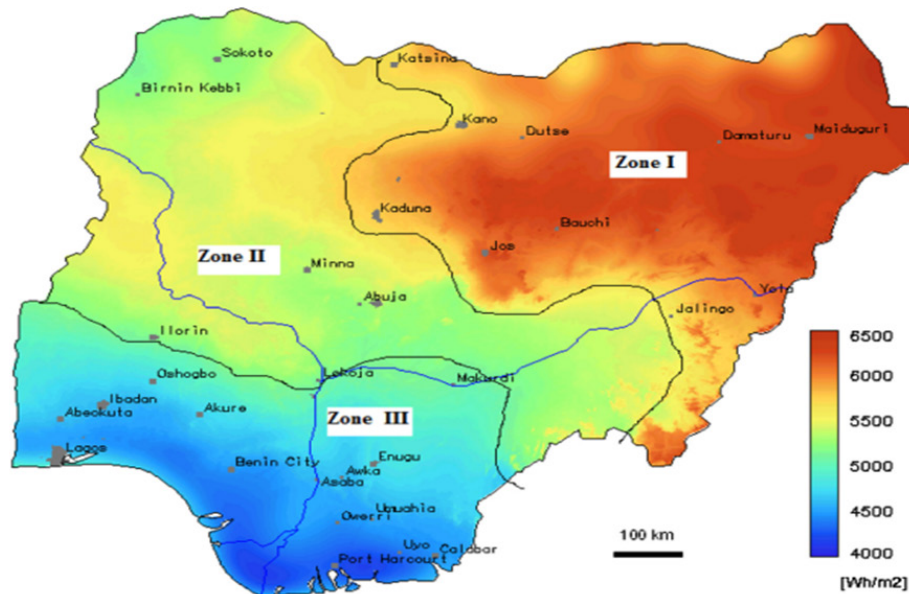 Sokoto
Katsina
Birnin Kebbi
Kano
Dutse
Damaturu
Maiduguri
Zone I
Kaduna
Bauchi
Jos
Zone II
Minna
Abuja
Yola
Jalingo
Ilorin
Lokoja
Makurdi
Oshogbo
Ibadan
Abeokuta
Akure
Zone III
Lagos
Benin City
Enugu
Awka
Asaba
Owerri
Umuahia
Uyo
Calabar
Port Harcourt
100 km
6500
6000
5500
5000
4500
4000
[Wh/m2]